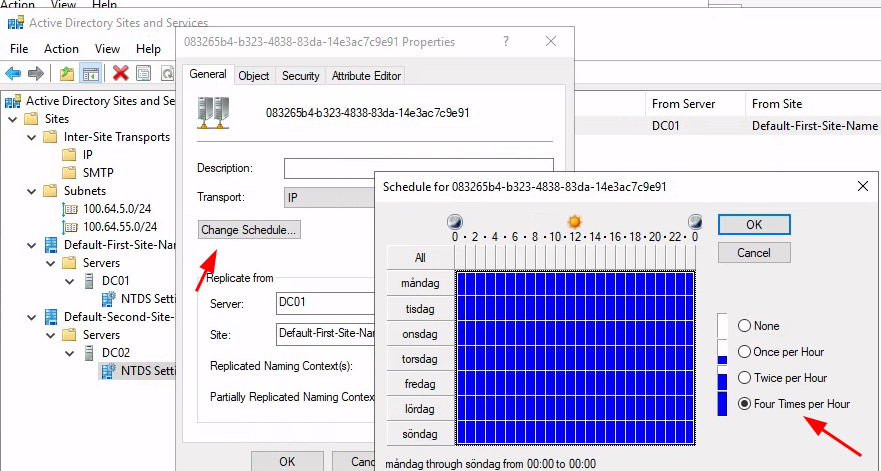 Action View Help
Active Directory Sites and Services
File Action View Help
083265b4-b323-4838-83da-14e3ac7c9e91 Properties
?
General Object Security Attribute Editor
083265b4-b323-4838-83da-14e3ac7c9e91
Description:
Transport: IP
Change Schedule...
Replicate from
Server: DC01
Site: Default-First-Site-Nam
Replicated Naming Context(s):
Partially Replicated Naming Context
OK Canc
Active Directory Sites and Se
Sites
Inter-Site Transports
IP
SMTP
Subnets
100.64.5.0/24
100.64.55.0/24
Default-First-Site-Nar
Servers
DC01
NTDS Setti
Default-Second-Site-
Servers
DC02
NTDS Setti
From Server From Site
DC01 Default-First-Site-Name
Schedule for 083265b4-b323-4838-83da-14e3ac7c9e91
0 · 2 · 4 · 6 · 8 · 10 · 12 · 14 · 16 · 18 · 20 · 22 · 0
All
måndag
tisdag
onsdag
torsdag
fredag
lördag
söndag
måndag through söndag from 00:00 to 00:00
OK
Cancel
None
Once per Hour
Twice per Hour
Four Times per Hour